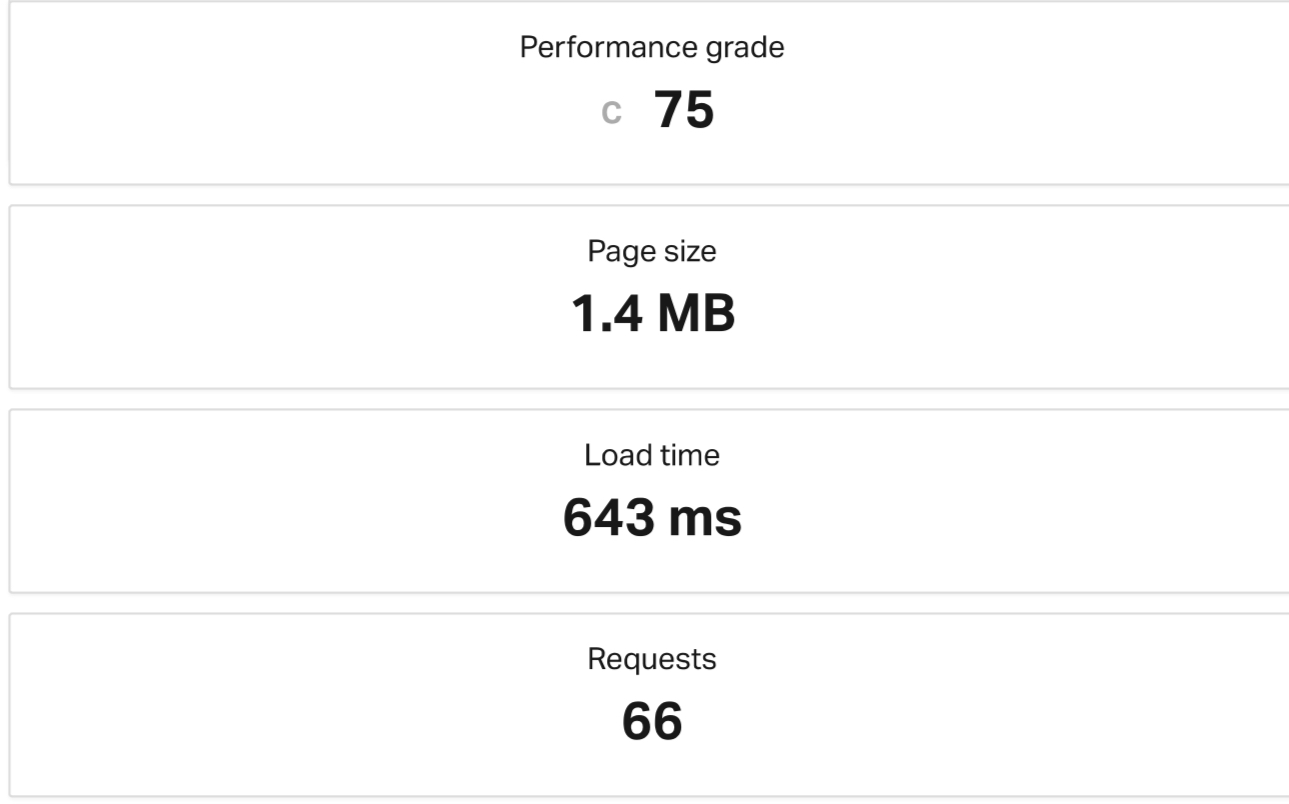 Performance grade
C 75
Page size
1.4 MB
Load time
643 ms
Requests
66